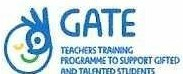 GATE
TEACHERS TRAINING
PROGRAMME TO SUPPORT GIFTED
AND TALENTED STUDENTS